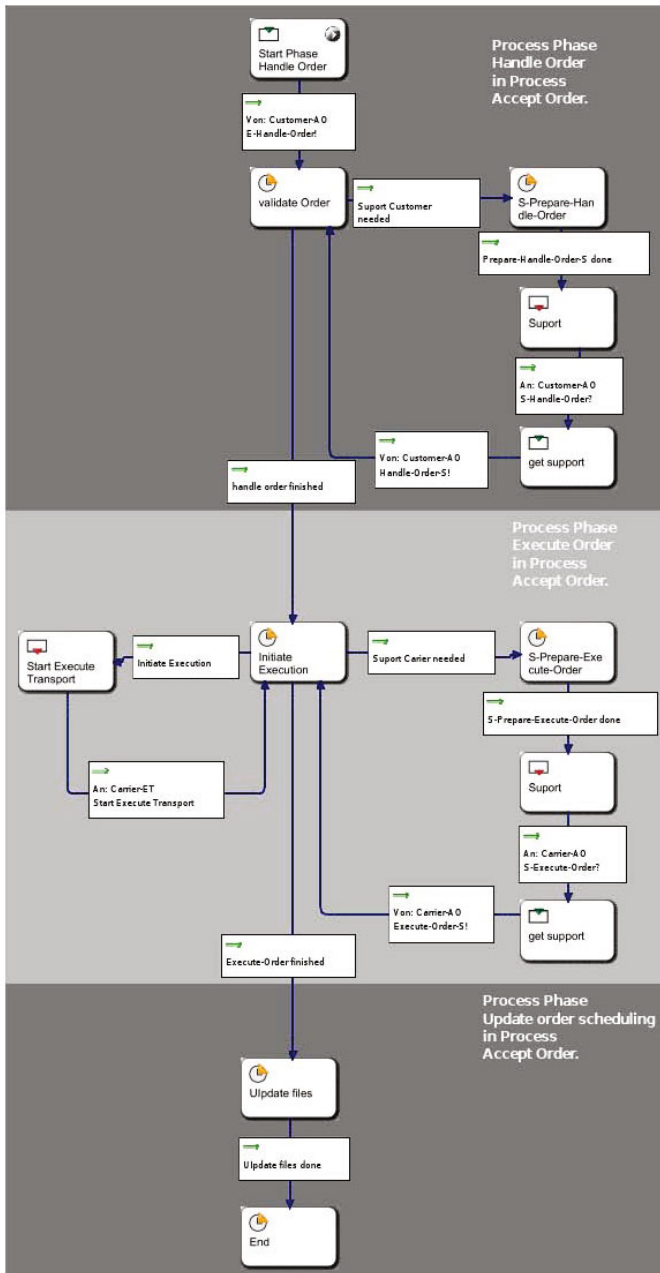 Process Phase
Handle Order
in Process
Accept Order.
Start Phase
Handle Order
Von: Customer-AO
E-Handle-Order!
validate Order
Suport Customer
needed
S-Prepare-Han
dle-Order
Prepare-Handle-Order-S done
Suport
An: Customer-AO
S-Handle-Order?
get support
Von: Customer-AO
Handle-Order-S!
handle order finished
Process Phase
Execute Order
in Process
Accept Order.
Start Execute
Transport
Initiate Execution
Initiate
Execution
Suport Carier needed
S-Prepare-Exe
cute-Order
S-Prepare-Execute-Order done
An: Carrier-ET
Start Execute Transport
Suport
An: Carrier-AO
S-Execute-Order?
get support
Von: Carrier-AO
Execute-Order-S!
Execute-Order finished
Process Phase
Update order scheduling
in Process
Accept Order.
Ulpdate files
Ulpdate files done
End